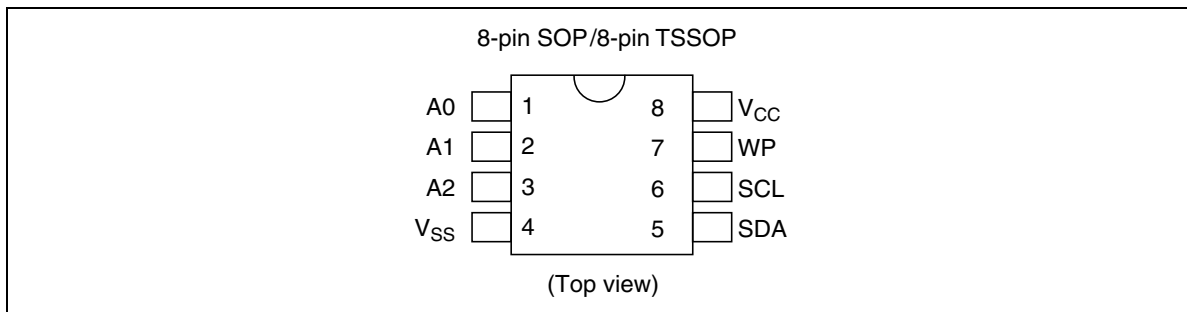 8-pin SOP/8-pin TSSOP
A0 1 8 VCC
A1 2 7 WP
A2 3 6 SCL
VSS 4 5 SDA
(Top view)